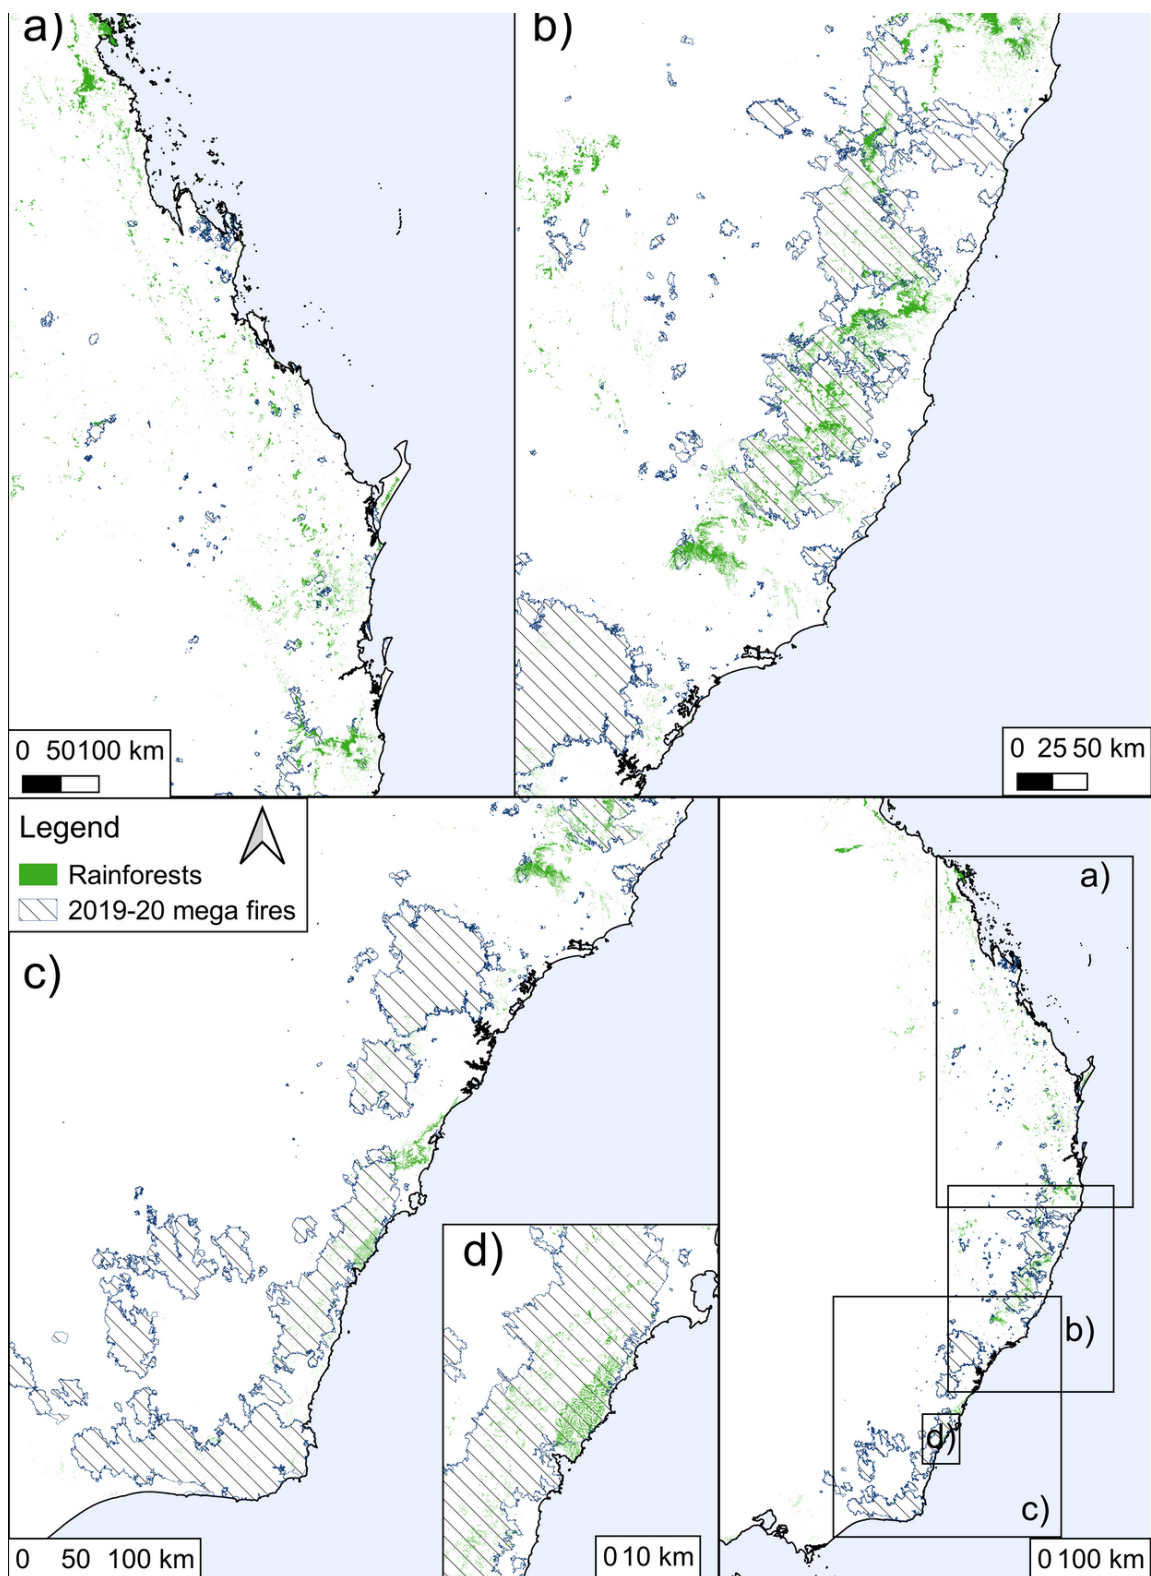 a)
b)
0 50100 km
0 25 50 km
Legend
Rainforests
2019-20 mega fires
c)
d)
0 50 100 km
0 10 km
a)
b)
d)
c)
0 100 km